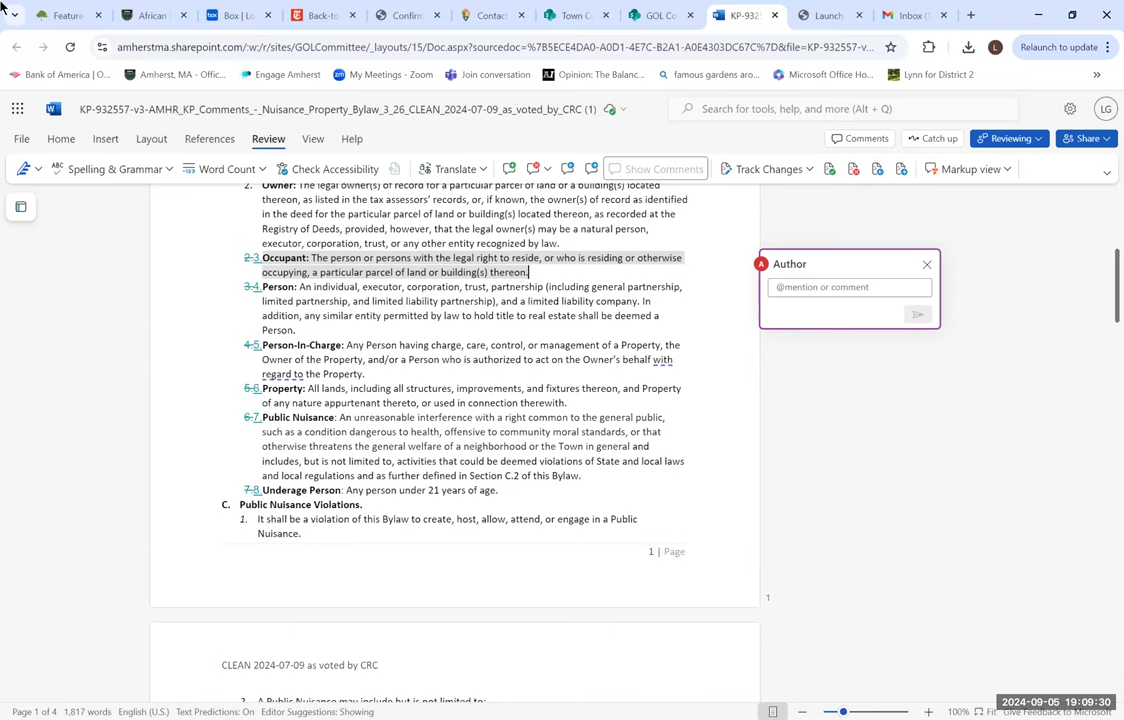 Feature
African
Box | Lo
Back-to
Confirm
Contact
Town C
GOL Co
KP-932
Launch
Inbox (1
amherstma.sharepoint.com/:w:/r/sites/GOLCommittee/_layouts/15/Doc.aspx?sourcedoc=%7B5ECE4DA0-A0D1-4E7C-B2A1-A0E4303DC67C%7D&file=KP-932557-v...
L
Relaunch to update
Bank of America | O...
Amherst, MA - Offic...
Engage Amherst
My Meetings - Zoom
Join conversation
Opinion: The Balanc...
famous gardens aro...
Microsoft Office Ho...
Lynn for District 2
KP-932557-v3-AMHR_KP_Comments_-_Nuisance_Property_Bylaw_3_26_CLEAN_2024-07-09_as_voted_by_CRC (1)
Search for tools, help, and more (Alt + Q)
LG
File Home Insert Layout References Review View Help
Comments Catch up Reviewing Share
Spelling & Grammar Word Count Check Accessibility Translate Show Comments Track Changes Markup view
2. Owner: The legal owner(s) of record for a particular parcel of land or a building(s) located
thereon, as listed in the tax assessors' records, or, if known, the owner(s) of record as identified
in the deed for the particular parcel of land or building(s) located thereon, as recorded at the
Registry of Deeds, provided, however, that the legal owner(s) may be a natural person,
executor, corporation, trust, or any other entity recognized by law.
2.3. Occupant: The person or persons with the legal right to reside, or who is residing or otherwise
occupying, a particular parcel of land or building(s) thereon.
3.4. Person: An individual, executor, corporation, trust, partnership (including general partnership,
limited partnership, and limited liability partnership), and a limited liability company. In
addition, any similar entity permitted by law to hold title to real estate shall be deemed a
Person.
4.5. Person-In-Charge: Any Person having charge, care, control, or management of a Property, the
Owner of the Property, and/or a Person who is authorized to act on the Owner's behalf with
regard to the Property.
5.6. Property: All lands, including all structures, improvements, and fixtures thereon, and Property
of any nature appurtenant thereto, or used in connection therewith.
6.7. Public Nuisance: An unreasonable interference with a right common to the general public,
such as a condition dangerous to health, offensive to community moral standards, or that
otherwise threatens the general welfare of a neighborhood or the Town in general and
includes, but is not limited to, activities that could be deemed violations of State and local laws
and local regulations and as further defined in Section C.2 of this Bylaw.
7.8. Underage Person: Any person under 21 years of age.
C. Public Nuisance Violations.
1. It shall be a violation of this Bylaw to create, host, allow, attend, or engage in a Public
Nuisance.
1 | Page
A
Author
@mention or comment
1
CLEAN 2024-07-09 as voted by CRC
2. A Public Nuisance may include but is not limited to:
2024-09-05 19:09:30
Page 1 of 4 1,817 words English (U.S.) Text Predictions: On Editor Suggestions: Showing
100% Fit Give Feedback to Microsoft